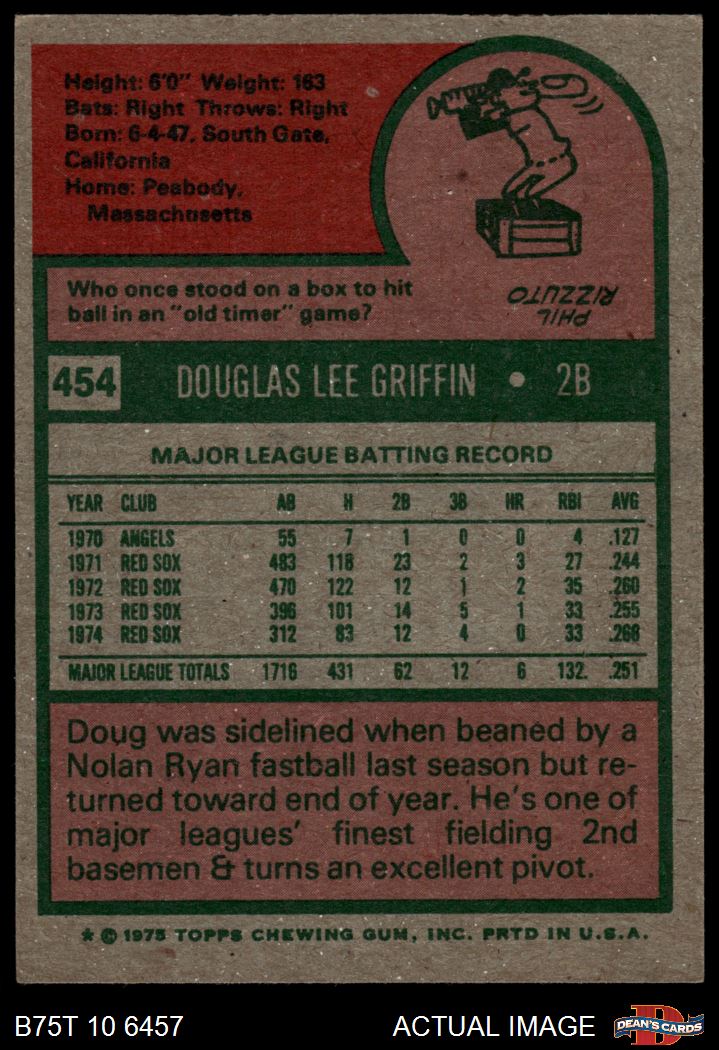 Height: 6'0" Weight: 163
Bats: Right Throws: Right
Born: 6-4-47, South Gate,
California
Home: Peabody,
Massachusetts
Who once stood on a box to hit
ball in an "old timer" game?
PHIL
RIZZUTO
454 DOUGLAS LEE GRIFFIN • 2B
MAJOR LEAGUE BATTING RECORD
YEAR CLUB AB H 2B 3B HR RBI AVG
1970 ANGELS 55 7 1 0 0 4 .127
1971 RED SOX 483 118 23 2 3 27 .244
1972 RED SOX 470 122 12 1 2 35 .260
1973 RED SOX 396 101 14 5 1 33 .255
1974 RED SOX 312 83 12 4 0 33 .266
MAJOR LEAGUE TOTALS 1716 431 62 12 6 132. .251
Doug was sidelined when beaned by a
Nolan Ryan fastball last season but re-
turned toward end of year. He's one of
major leagues' finest fielding 2nd
basemen & turns an excellent pivot.
* © 1975 TOPPS CHEWING GUM, INC. PRTD IN U.S.A.
B75T 10 6457 ACTUAL IMAGE D DEAN'S CARDS